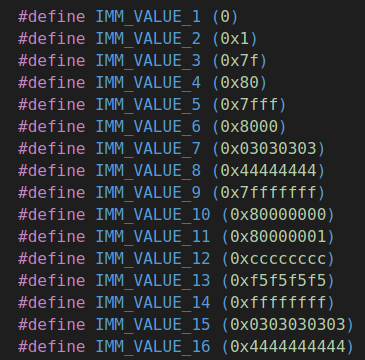 #define IMM_VALUE_1 (0)
#define IMM_VALUE_2 (0x1)
#define IMM_VALUE_3 (0x7f)
#define IMM_VALUE_4 (0x80)
#define IMM_VALUE_5 (0x7fff)
#define IMM_VALUE_6 (0x8000)
#define IMM_VALUE_7 (0x03030303)
#define IMM_VALUE_8 (0x44444444)
#define IMM_VALUE_9 (0x7fffffff)
#define IMM_VALUE_10 (0x80000000)
#define IMM_VALUE_11 (0x80000001)
#define IMM_VALUE_12 (0xcccccccc)
#define IMM_VALUE_13 (0xf5f5f5f5)
#define IMM_VALUE_14 (0xffffffff)
#define IMM_VALUE_15 (0x0303030303)
#define IMM_VALUE_16 (0x4444444444)